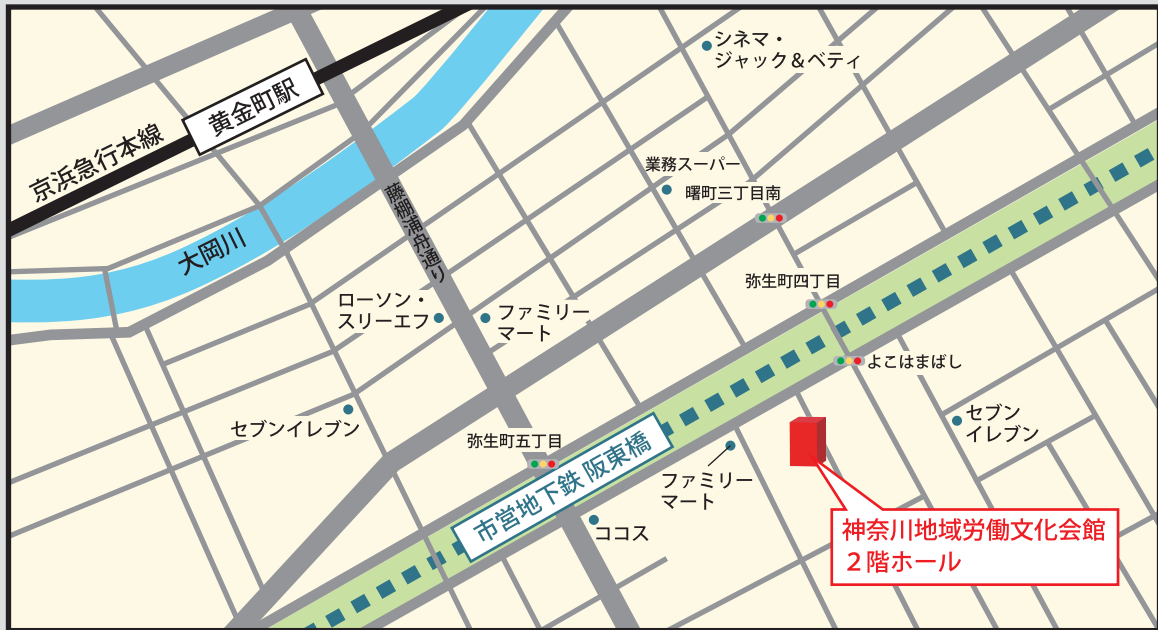 シネマ・
ジャック＆ベティ
黄金町駅
京浜急行本線
業務スーパー
曙町三丁目南
藤棚浦舟通り
大岡川
弥生町四丁目
ローソン・
スリーエフ
ファミリー
マート
よこはまばし
セブンイレブン
セブン
イレブン
弥生町五丁目
市営地下鉄 阪東橋
ファミリー
マート
ココス
神奈川地域労働文化会館
２階ホール